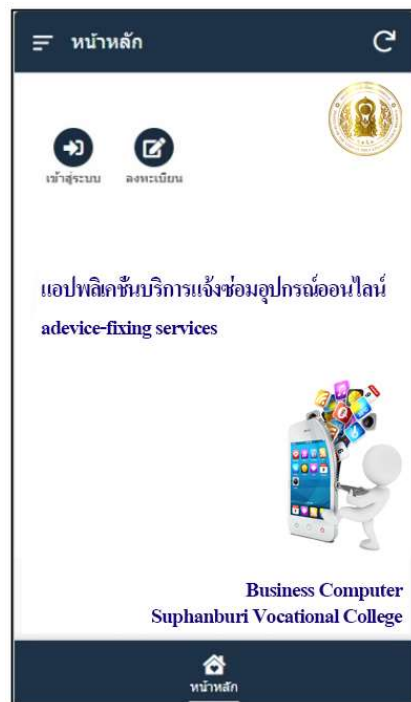 หน้าหลัก
เข้าสู่ระบบ ลงทะเบียน
แอปพลิเคชันบริการแจ้งซ่อมอุปกรณ์ออนไลน์
adevice-fixing services
Business Computer
Suphanburi Vocational College
หน้าหลัก